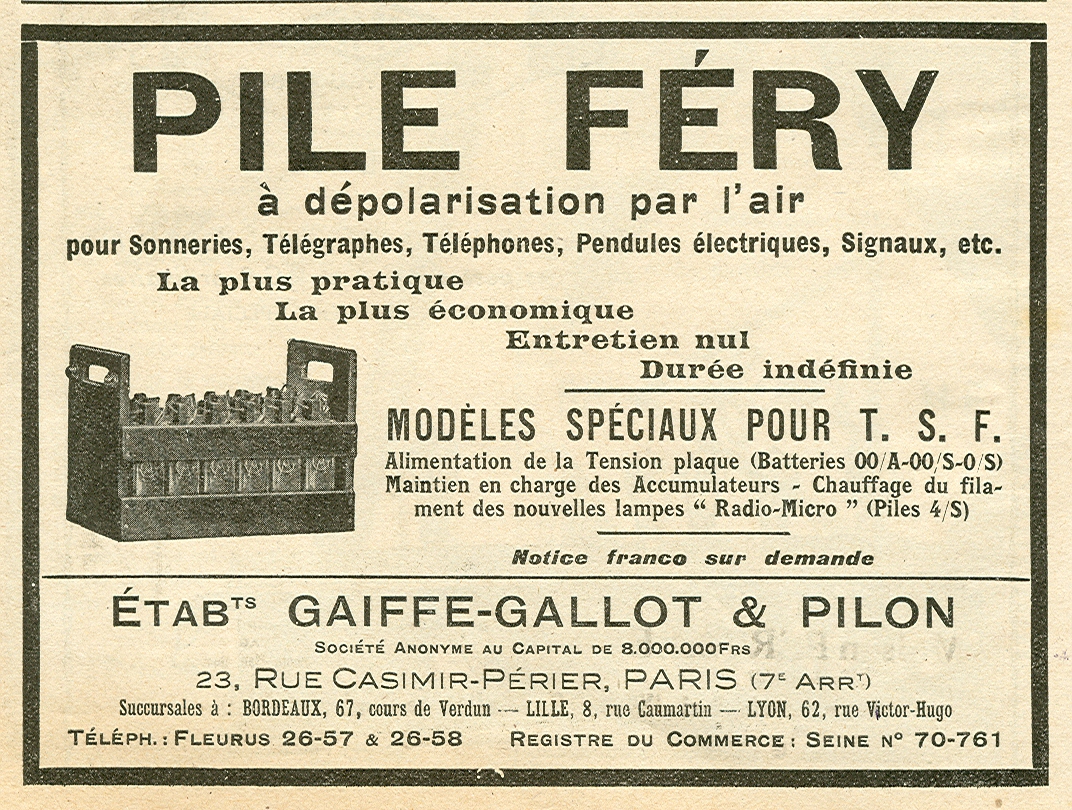 PILE FÉRY
à dépolarisation par l'air
pour Sonneries, Télégraphes, Téléphones, Pendules électriques, Signaux, etc.
La plus pratique
La plus économique
Entretien nul
Durée indéfinie
MODÈLES SPÉCIAUX POUR T. S. F.
Alimentation de la Tension plaque (Batteries 00/A-00/S-0/S)
Maintien en charge des Accumulateurs - Chauffage du fila-
ment des nouvelles lampes “ Radio-Micro ” (Piles 4/S)
Notice franco sur demande
ÉTABTS GAIFFE-GALLOT & PILON
SOCIÉTÉ ANONYME AU CAPITAL DE 8.000.000 FRS
23, RUE CASIMIR-PÉRIER, PARIS (7E ARRT)
Succursales à : BORDEAUX, 67, cours de Verdun — LILLE, 8, rue Caumartin — LYON, 62, rue Victor-Hugo
TÉLÉPH. : FLEURUS 26-57 & 26-58 REGISTRE DU COMMERCE : SEINE N° 70-761